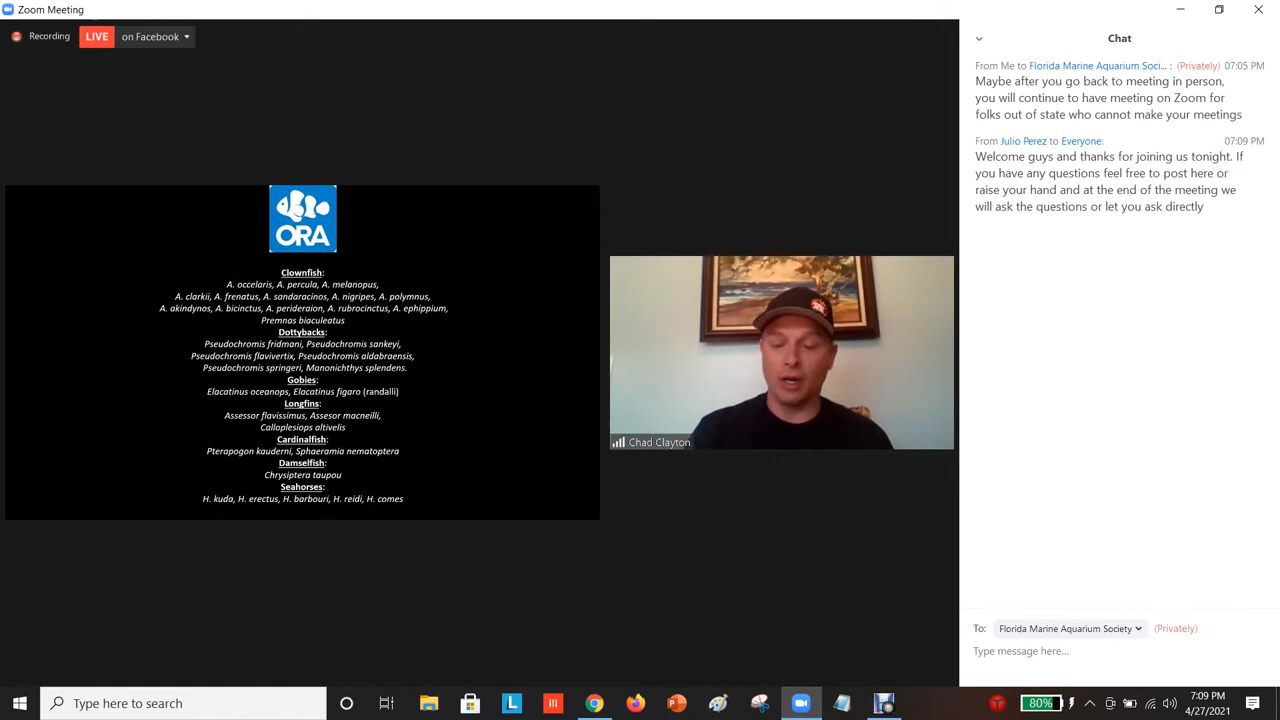 Zoom Meeting
Recording
LIVE
on Facebook
ORA
Clownfish:
A. occelaris, A. percula, A. melanopus,
A. clarkii, A. frenatus, A. sandaracinos, A. nigripes, A. polymnus,
A. akindynos, A. bicinctus, A. perideraion, A. rubrocinctus, A. ephippium,
Premnas biaculeatus
Dottybacks:
Pseudochromis fridmani, Pseudochromis sankeyi,
Pseudochromis flavivertix, Pseudochromis aldabraensis,
Pseudochromis springeri, Manonichthys splendens.
Gobies:
Elacatinus oceanops, Elacatinus figaro (randalli)
Longfins:
Assessor flavissimus, Assesor macneilli,
Calloplesiops altivelis
Cardinalfish:
Pterapogon kauderni, Sphaeramia nematoptera
Damselfish:
Chrysiptera taupou
Seahorses:
H. kuda, H. erectus, H. barbouri, H. reidi, H. comes
Chad Clayton
Chat
From Me to Florida Marine Aquarium Soci... : (Privately) 07:05 PM
Maybe after you go back to meeting in person,
you will continue to have meeting on Zoom for
folks out of state who cannot make your meetings
From Julio Perez to Everyone: 07:09 PM
Welcome guys and thanks for joining us tonight. If
you have any questions feel free to post here or
raise your hand and at the end of the meeting we
will ask the questions or let you ask directly
To: Florida Marine Aquarium Society (Privately)
Type message here...
Type here to search
L
80%
7:09 PM
4/27/2021